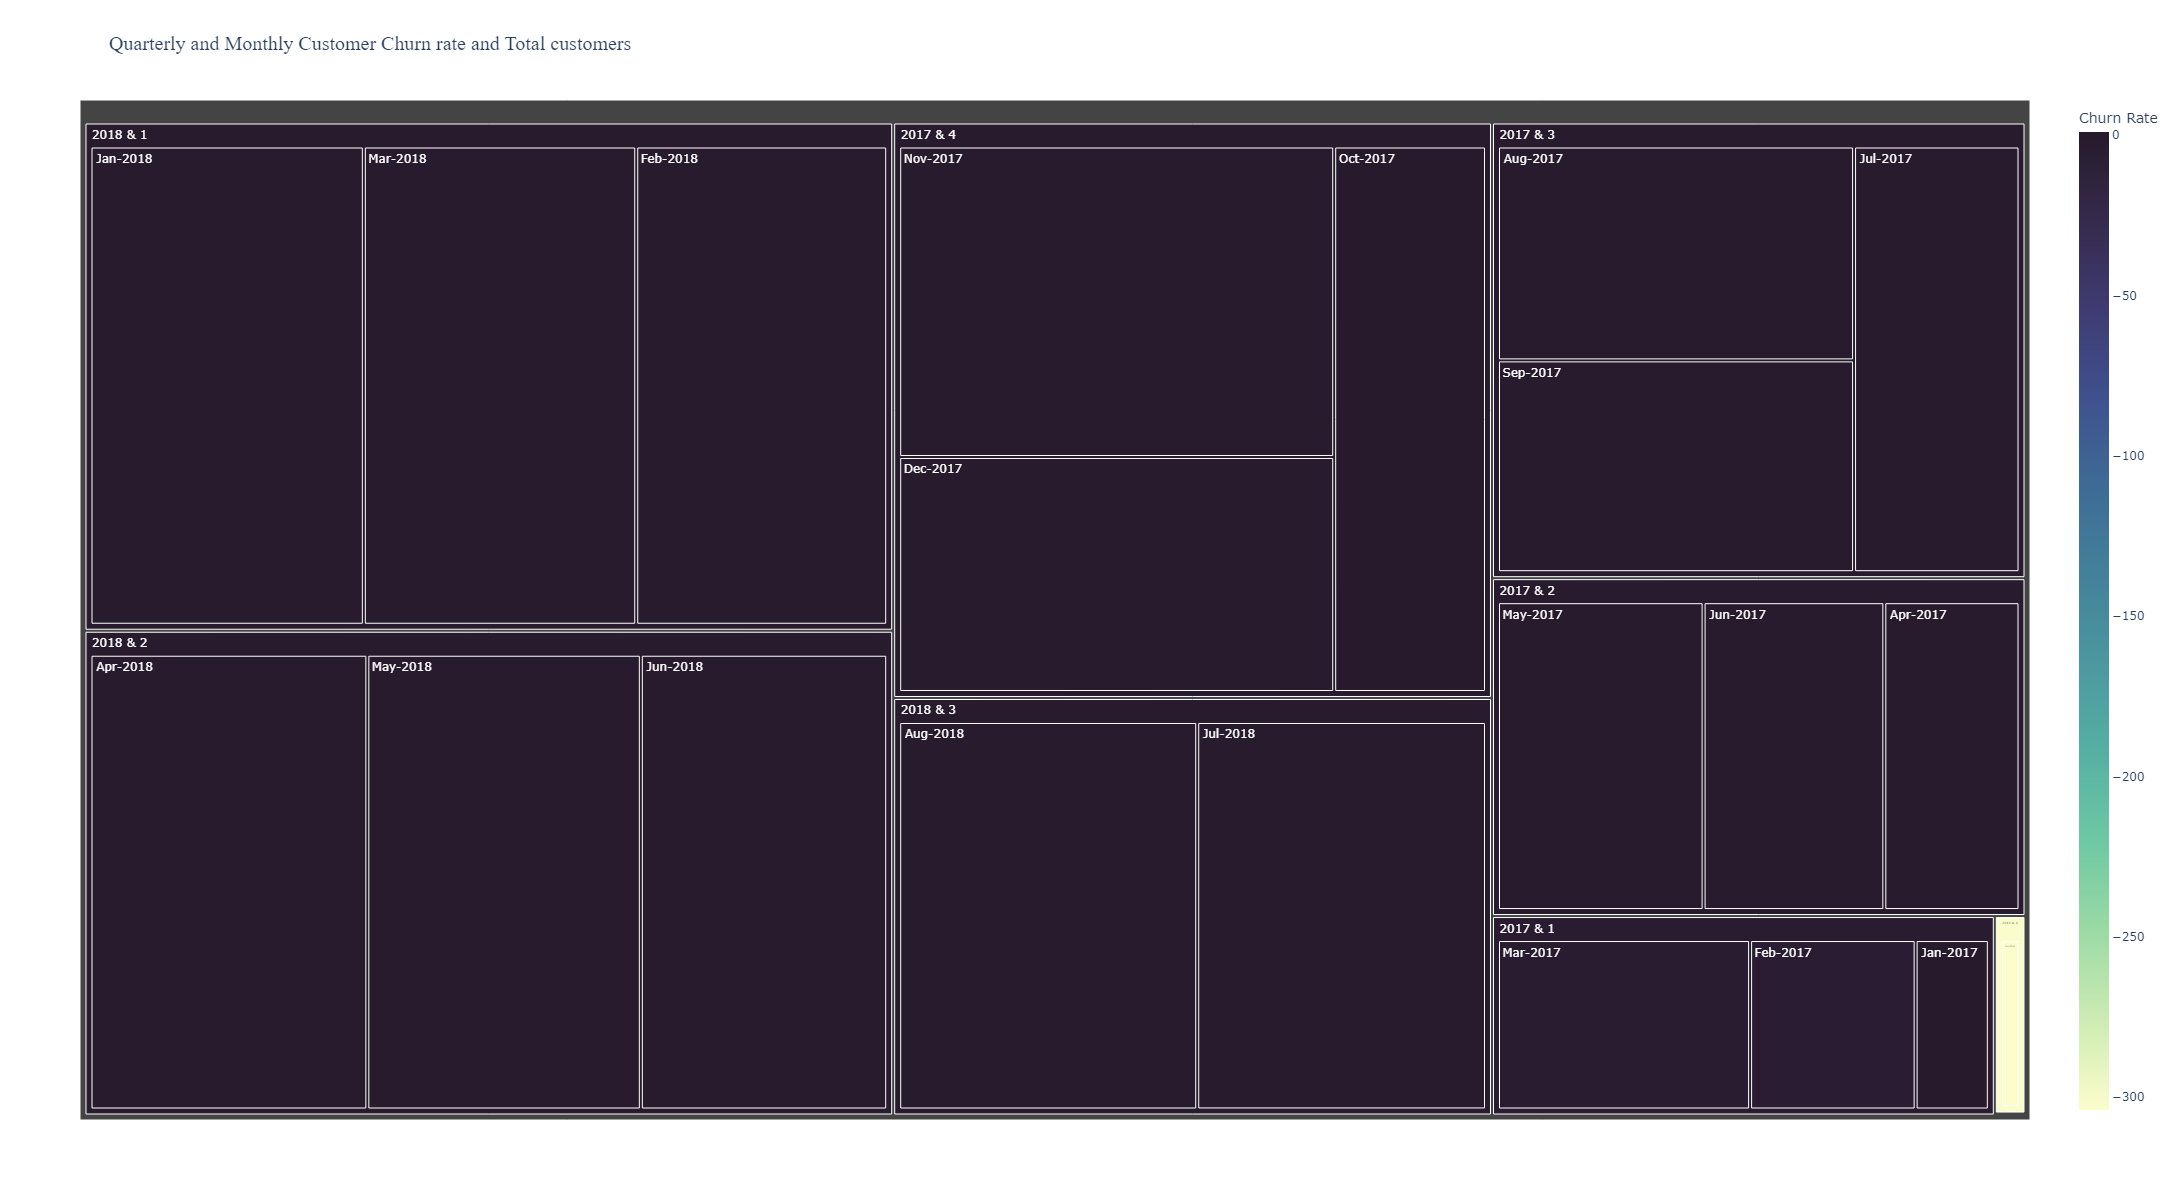 Quarterly and Monthly Customer Churn rate and Total customers
Churn Rate
2018 & 1
Jan-2018
Mar-2018
Feb-2018
2018 & 2
Apr-2018
May-2018
Jun-2018
2017 & 4
Nov-2017
Oct-2017
Dec-2017
2018 & 3
Aug-2018
Jul-2018
2017 & 3
Aug-2017
Jul-2017
Sep-2017
2017 & 2
May-2017
Jun-2017
Apr-2017
2017 & 1
Mar-2017
Feb-2017
Jan-2017
0
−50
−100
−150
−200
−250
−300